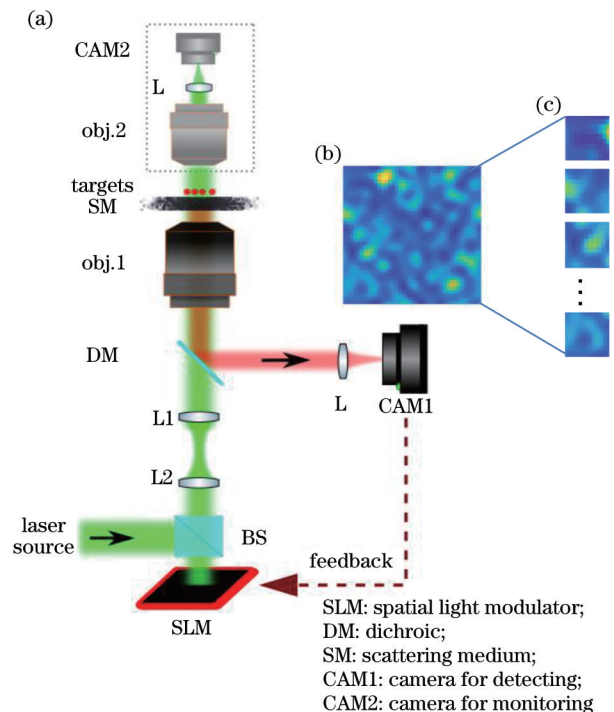 (a)
CAM2
L
obj.2
targets
SM
obj.1
DM
L
CAM1
L1
L2
laser
source
BS
feedback
SLM
(b)
(c)
SLM: spatial light modulator;
DM: dichroic;
SM: scattering medium;
CAM1: camera for detecting;
CAM2: camera for monitoring